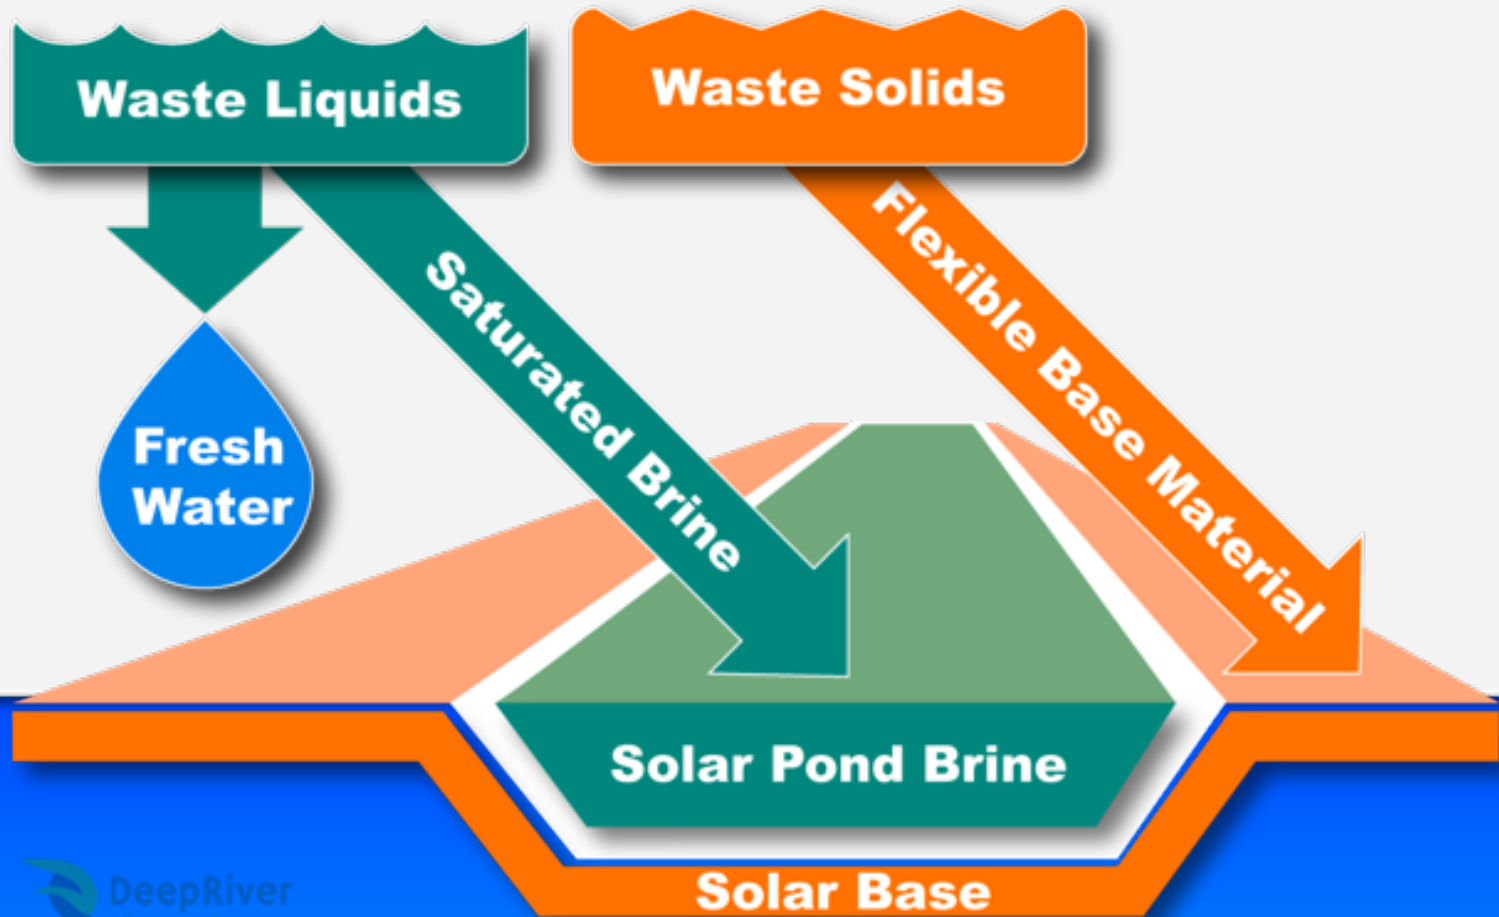 Waste Liquids
Waste Solids
Flexible Base Material
Saturated Brine
Fresh
Water
Solar Pond Brine
Solar Base
DeepRiver